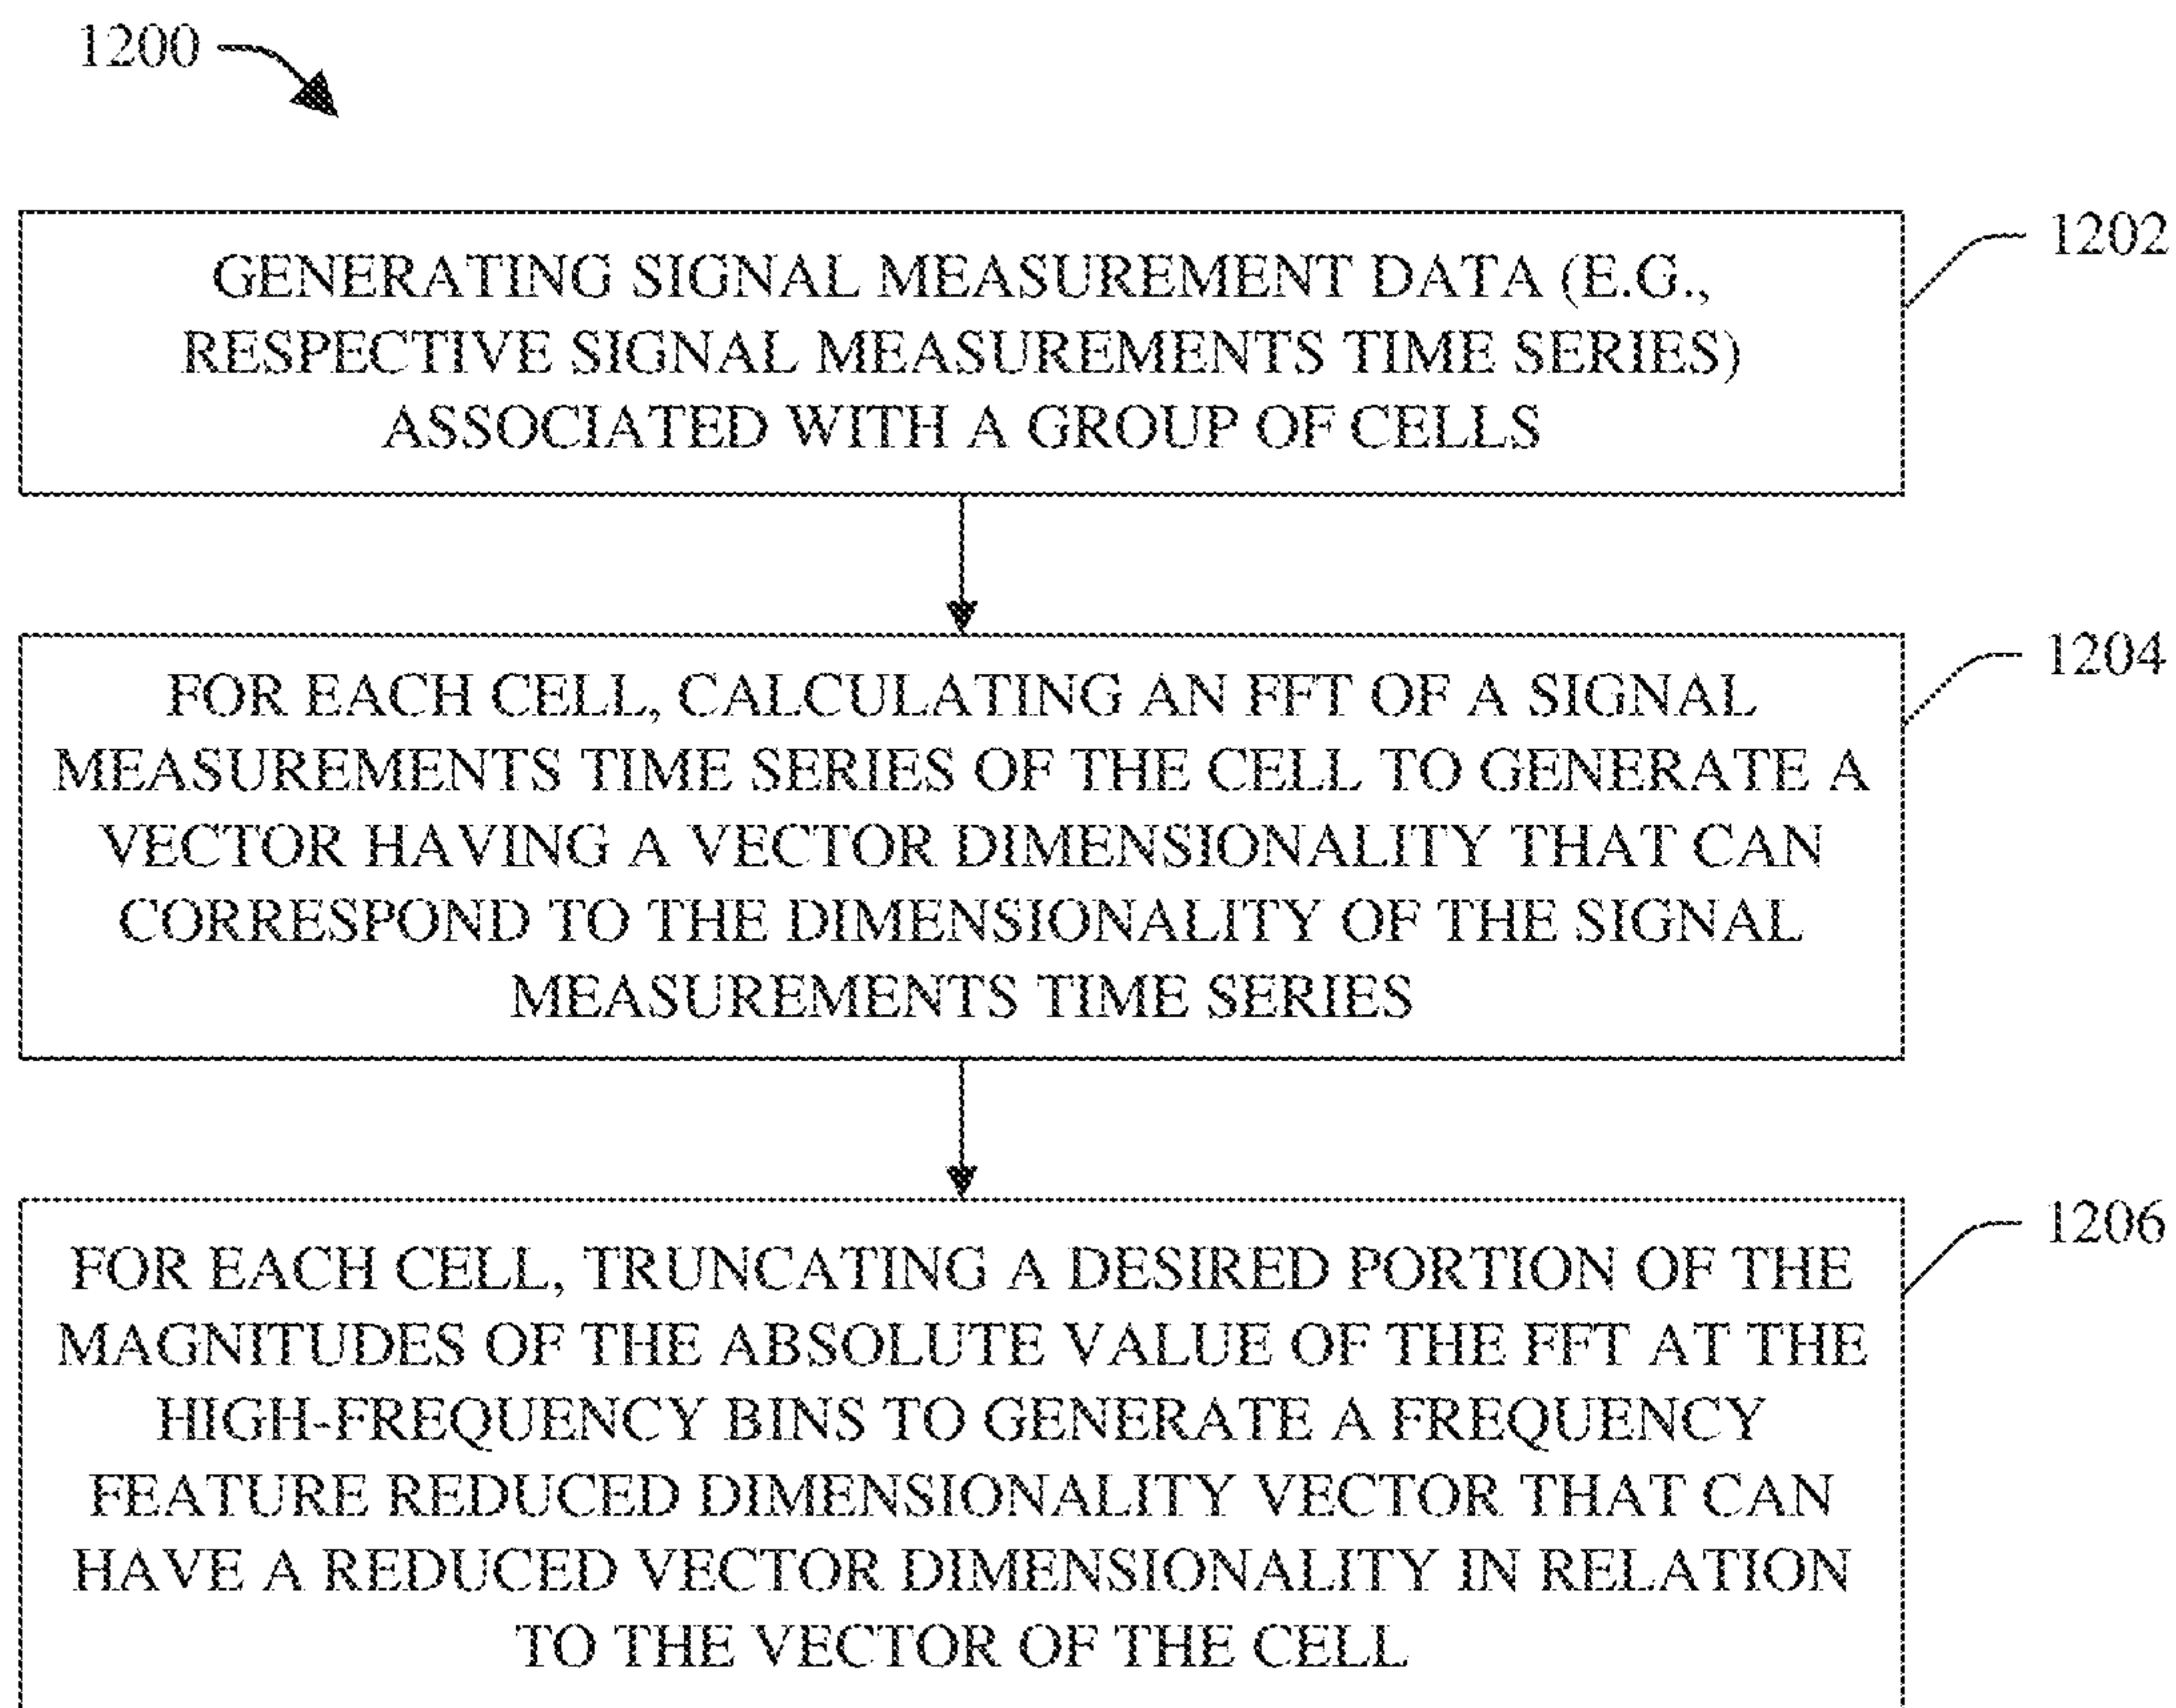 1200
GENERATING SIGNAL MEASUREMENT DATA (E.G.,
RESPECTIVE SIGNAL MEASUREMENTS TIME SERIES)
ASSOCIATED WITH A GROUP OF CELLS
1202
FOR EACH CELL, CALCULATING AN FFT OF A SIGNAL
MEASUREMENTS TIME SERIES OF THE CELL TO GENERATE A
VECTOR HAVING A VECTOR DIMENSIONALITY THAT CAN
CORRESPOND TO THE DIMENSIONALITY OF THE SIGNAL
MEASUREMENTS TIME SERIES
1204
FOR EACH CELL, TRUNCATING A DESIRED PORTION OF THE
MAGNITUDES OF THE ABSOLUTE VALUE OF THE FFT AT THE
HIGH-FREQUENCY BINS TO GENERATE A FREQUENCY
FEATURE REDUCED DIMENSIONALITY VECTOR THAT CAN
HAVE A REDUCED VECTOR DIMENSIONALITY IN RELATION
TO THE VECTOR OF THE CELL
1206